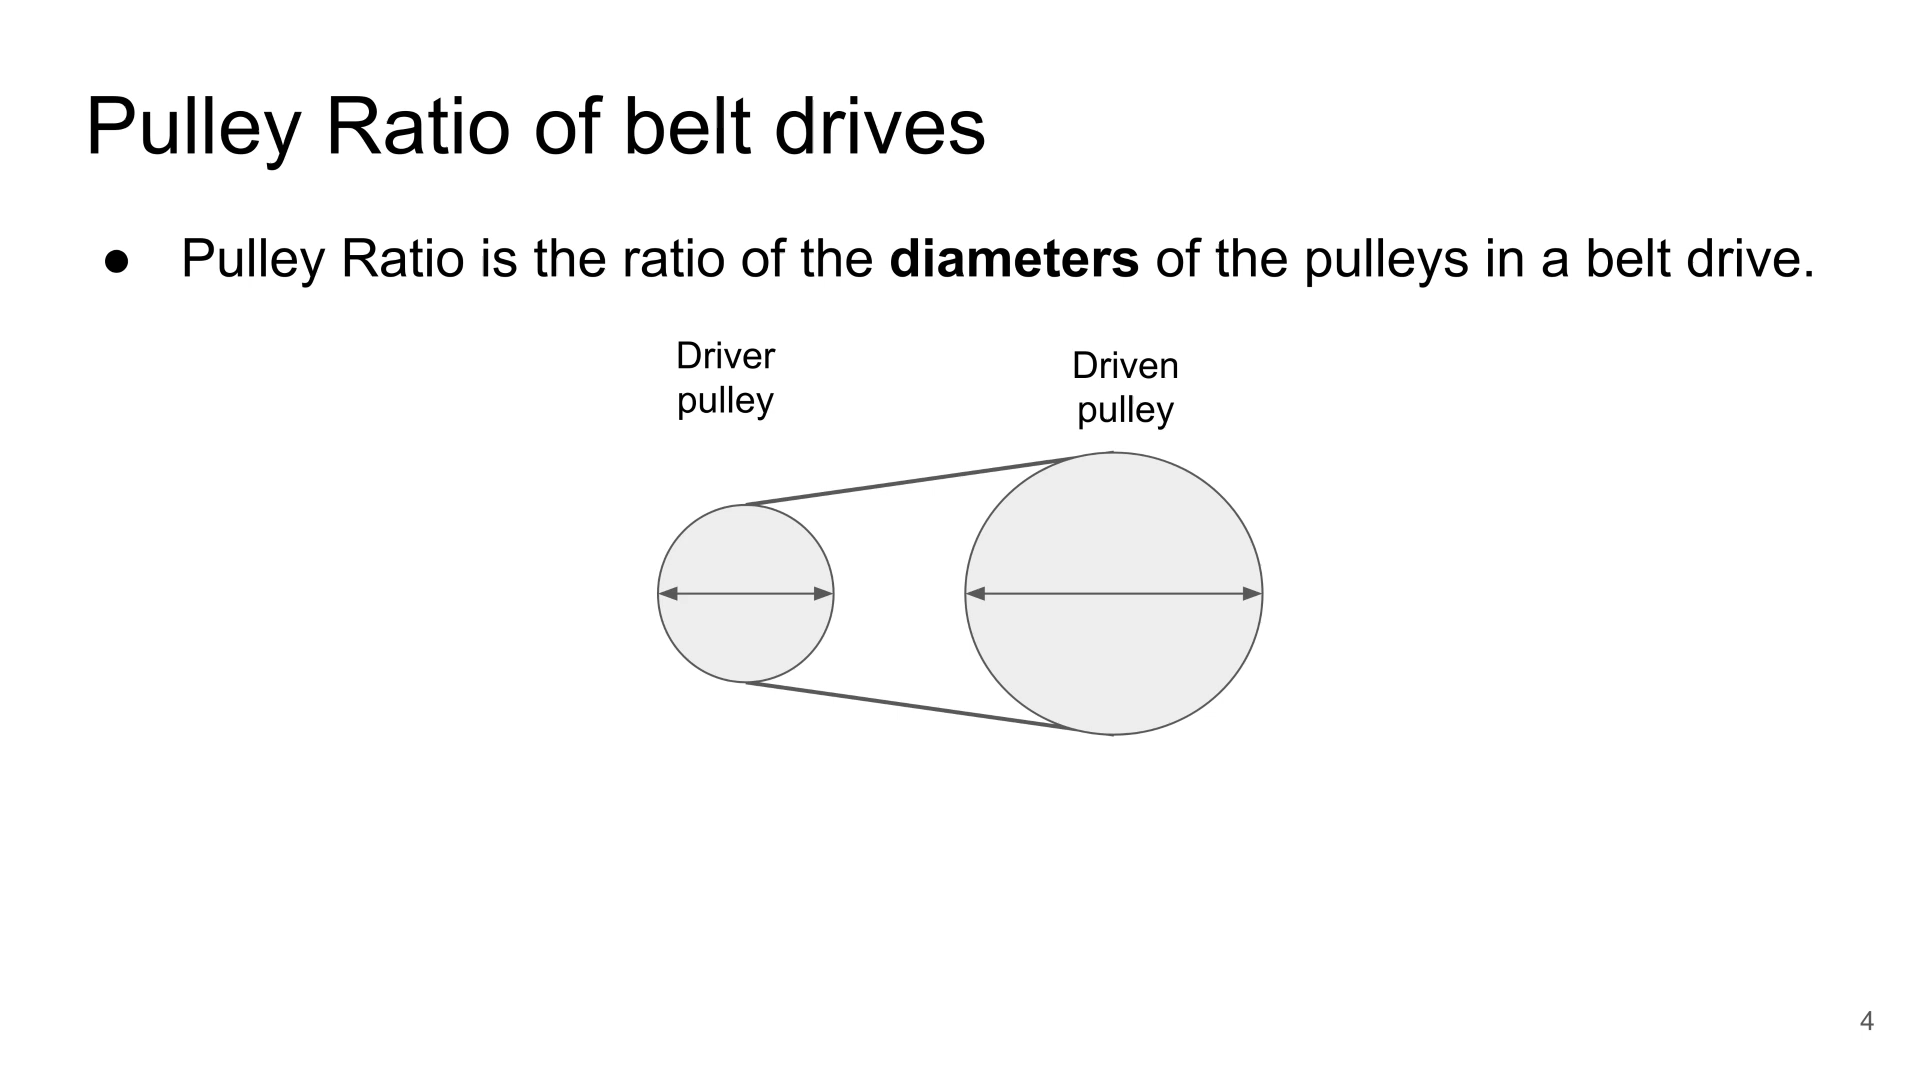 Pulley Ratio of belt drives
● Pulley Ratio is the ratio of the diameters of the pulleys in a belt drive.
Driver
pulley
Driven
pulley
4